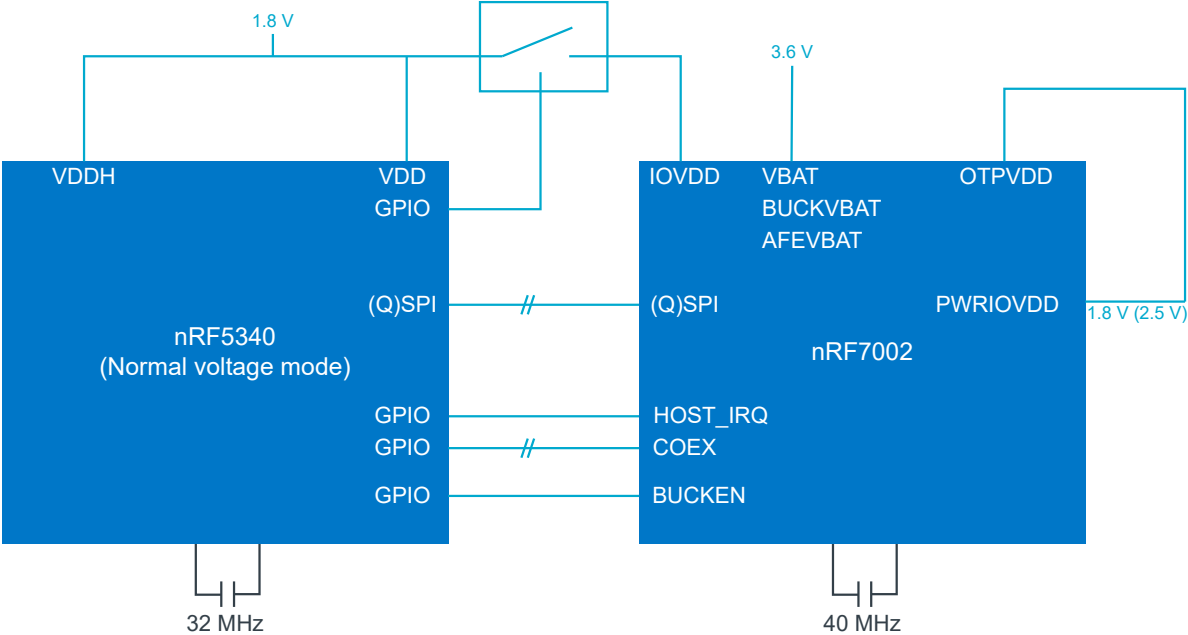 1.8 V
3.6 V
VDDH
VDD
GPIO
(Q)SPI
nRF5340
(Normal voltage mode)
GPIO
GPIO
GPIO
32 MHz
IOVDD
VBAT
BUCKVBAT
AFEVBAT
OTPVDD
(Q)SPI
PWRIOVDD
1.8 V (2.5 V)
nRF7002
HOST_IRQ
COEX
BUCKEN
40 MHz